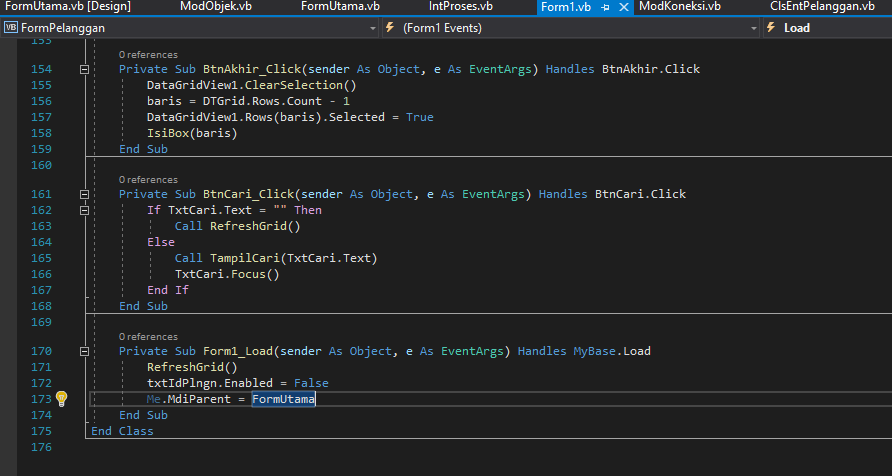 FormUtama.vb [Design] ModObjek.vb FormUtama.vb IntProses.vb Form1.vb ModKoneksi.vb ClsEntPelanggan.vb
VB FormPelanggan (Form1 Events) Load
153
0 references
154 Private Sub BtnAkhir_Click(sender As Object, e As EventArgs) Handles BtnAkhir.Click
155 DataGridView1.ClearSelection()
156 baris = DTGrid.Rows.Count - 1
157 DataGridView1.Rows(baris).Selected = True
158 IsiBox(baris)
159 End Sub
160
0 references
161 Private Sub BtnCari_Click(sender As Object, e As EventArgs) Handles BtnCari.Click
162 If TxtCari.Text = "" Then
163 Call RefreshGrid()
164 Else
165 Call TampilCari(TxtCari.Text)
166 TxtCari.Focus()
167 End If
168 End Sub
169
0 references
170 Private Sub Form1_Load(sender As Object, e As EventArgs) Handles MyBase.Load
171 RefreshGrid()
172 txtIdPlngn.Enabled = False
173 Me.MdiParent = FormUtama
174 End Sub
175 End Class
176